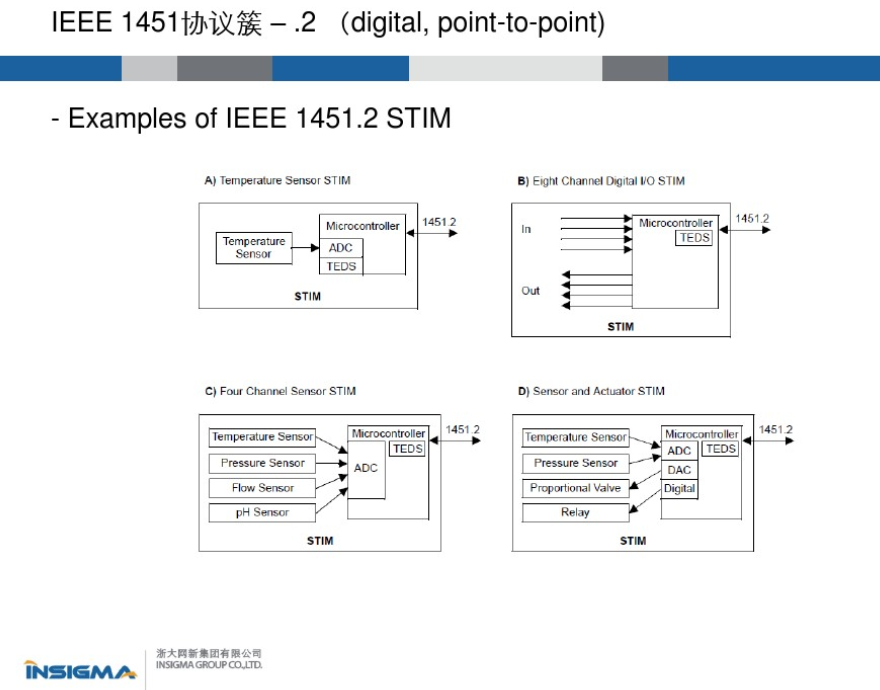 IEEE 1451协议簇 – .2 （digital, point-to-point)
- Examples of IEEE 1451.2 STIM
A) Temperature Sensor STIM
Temperature
Sensor
Microcontroller
ADC
TEDS
1451.2
STIM
B) Eight Channel Digital I/O STIM
In
Out
Microcontroller
TEDS
1451.2
STIM
C) Four Channel Sensor STIM
Temperature Sensor
Pressure Sensor
Flow Sensor
pH Sensor
Microcontroller
TEDS
ADC
1451.2
STIM
D) Sensor and Actuator STIM
Temperature Sensor
Pressure Sensor
Proportional Valve
Relay
Microcontroller
ADC
TEDS
DAC
Digital
1451.2
STIM
INSIGMA
浙大网新集团有限公司
INSIGMA GROUP CO.,LTD.